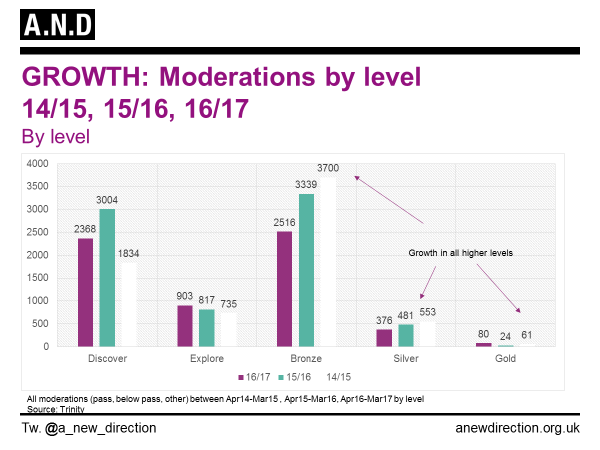 A.N.D
GROWTH: Moderations by level
14/15, 15/16, 16/17
By level
4000
3500
3000
2500
2000
1500
1000
500
0
2368
3004
1834
903
817
735
2516
3339
3700
376
481
553
80
24
61
Growth in all higher levels
Discover
Explore
Bronze
Silver
Gold
16/17
15/16
14/15
All moderations (pass, below pass, other) between Apr14-Mar15 , Apr15-Mar16, Apr16-Mar17 by level
Source: Trinity
Tw. @a_new_direction
anewdirection.org.uk